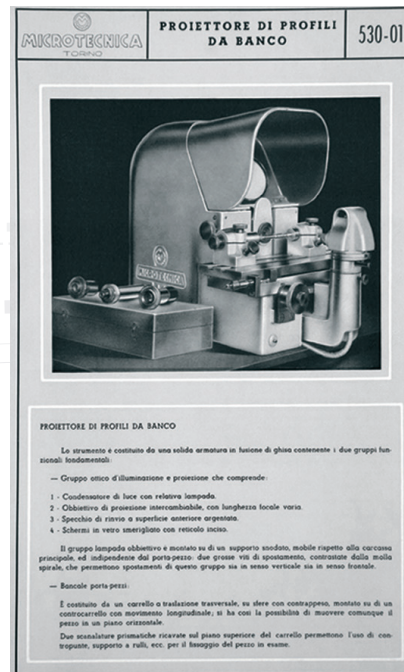 MICROTECNICA
TORINO
PROIETTORE DI PROFILI
DA BANCO
530-01
MICROTECNICA
PROIETTORE DI PROFILI DA BANCO
Lo strumento è costituito da una solida armatura in fusione di ghisa contenente i due gruppi fun-
zionali fondamentali:
— Gruppo ottico d'illuminazione e proiezione che comprende:
1 - Condensatore di luce con relativa lampada.
2 - Obbiettivo di proiezione intercambiabile, con lunghezza focale varia.
3 - Specchio di rinvio a superficie anteriore argentata.
4 - Schermi in vetro smerigliato con reticolo inciso.
Il gruppo lampada obbiettivo è montato su di un supporto snodato, mobile rispetto alla carcassa
principale, ed indipendente dal porta-pezzo: due grosse viti di spostamento, contrastate dalla molla
spirale, che permettono spostamenti di questo gruppo sia in senso verticale sia in senso frontale.
— Bancale porta-pezzi:
È costituito da un carrello a traslazione trasversale, su sfere con contrappeso, montato su di un
controcarrello con movimento longitudinale; si ha così la possibilità di muovere comunque il
pezzo in un piano orizzontale.
Due scanalature prismatiche ricavate sul piano superiore del carrello permettono l'uso di con-
tropunte, supporto a rulli, ecc. per il fissaggio del pezzo in esame.